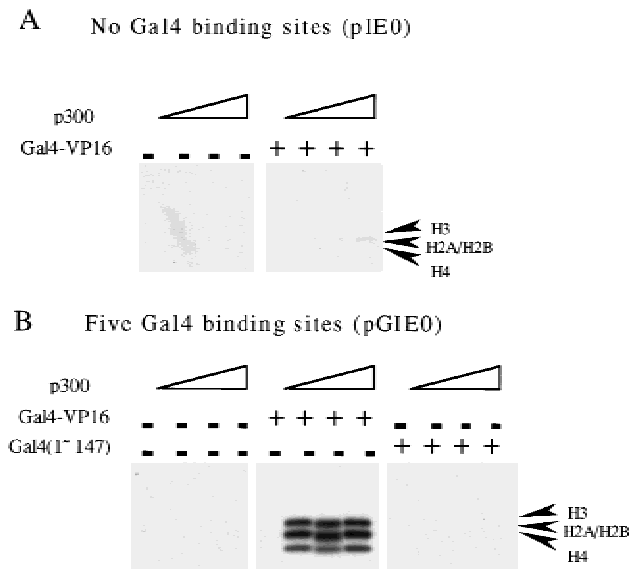 A No Gal4 binding sites (pIE0)
p300
Gal4-VP16 - - - - + + + +
H3
H2A/H2B
H4
B Five Gal4 binding sites (pGIE0)
p300
Gal4-VP16 - - - - + + + + - - - -
Gal4(1~147) - - - - - - - - + + + +
H3
H2A/H2B
H4